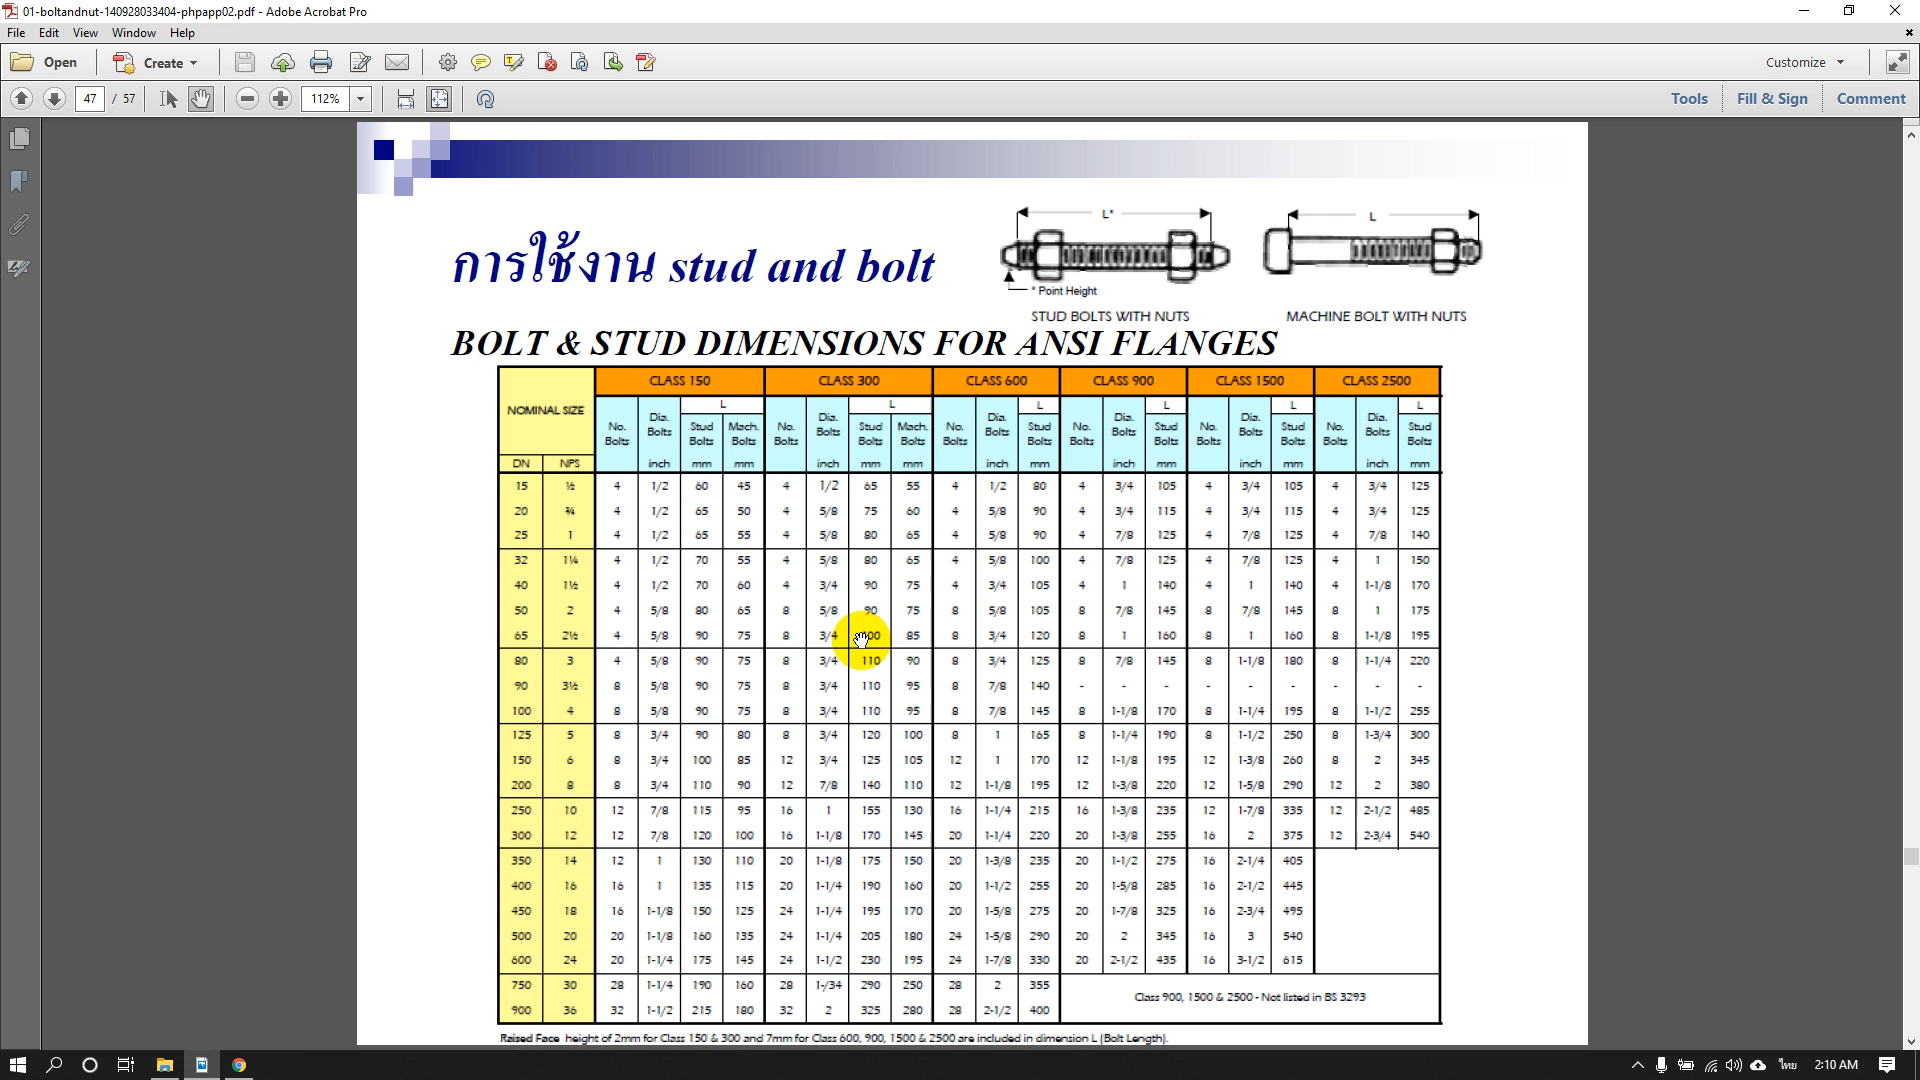 01-boltandnut-140928033404-phpapp02.pdf - Adobe Acrobat Pro
File Edit View Window Help
Open Create Customize
47 / 57 112% Tools Fill & Sign Comment
L* L
การใช้งาน stud and bolt
* Point Height
STUD BOLTS WITH NUTS MACHINE BOLT WITH NUTS
BOLT & STUD DIMENSIONS FOR ANSI FLANGES
NOMINAL SIZE CLASS 150 CLASS 300 CLASS 600 CLASS 900 CLASS 1500 CLASS 2500
L L L L L L
No. Bolts Dia. Bolts Stud Bolts Mach. Bolts No. Bolts Dia. Bolts Stud Bolts Mach. Bolts No. Bolts Dia. Bolts Stud Bolts No. Bolts Dia. Bolts Stud Bolts No. Bolts Dia. Bolts Stud Bolts No. Bolts Dia. Bolts Stud Bolts
DN NPS inch mm mm inch mm mm inch mm inch mm inch mm inch mm
15 ½ 4 1/2 60 45 4 1/2 65 55 4 1/2 80 4 3/4 105 4 3/4 105 4 3/4 125
20 ¾ 4 1/2 65 50 4 5/8 75 60 4 5/8 90 4 3/4 115 4 3/4 115 4 3/4 125
25 1 4 1/2 65 55 4 5/8 80 65 4 5/8 90 4 7/8 125 4 7/8 125 4 7/8 140
32 1¼ 4 1/2 70 55 4 5/8 80 65 4 5/8 100 4 7/8 125 4 7/8 125 4 1 150
40 1½ 4 1/2 70 60 4 3/4 90 75 4 3/4 105 4 1 140 4 1 140 4 1-1/8 170
50 2 4 5/8 80 65 8 5/8 90 75 8 5/8 105 8 7/8 145 8 7/8 145 8 1 175
65 2½ 4 5/8 90 75 8 3/4 85 8 3/4 120 8 1 160 8 1 160 8 1-1/8 195
80 3 4 5/8 90 75 8 3/4 110 90 8 3/4 125 8 7/8 145 8 1-1/8 180 8 1-1/4 220
90 3½ 8 5/8 90 75 8 3/4 110 95 8 7/8 140 - - - - - - - - -
100 4 8 5/8 90 75 8 3/4 110 95 8 7/8 145 8 1-1/8 170 8 1-1/4 195 8 1-1/2 255
125 5 8 3/4 90 80 8 3/4 120 100 8 1 165 8 1-1/4 190 8 1-1/2 250 8 1-3/4 300
150 6 8 3/4 100 85 12 3/4 125 105 12 1 170 12 1-1/8 195 12 1-3/8 260 8 2 345
200 8 8 3/4 110 90 12 7/8 140 110 12 1-1/8 195 12 1-3/8 220 12 1-5/8 290 12 2 380
250 10 12 7/8 115 95 16 1 155 130 16 1-1/4 215 16 1-3/8 235 12 1-7/8 335 12 2-1/2 485
300 12 12 7/8 120 100 16 1-1/8 170 145 20 1-1/4 220 20 1-3/8 255 16 2 375 12 2-3/4 540
350 14 12 1 130 110 20 1-1/8 175 150 20 1-3/8 235 20 1-1/2 275 16 2-1/4 405
400 16 16 1 135 115 20 1-1/4 190 160 20 1-1/2 255 20 1-5/8 285 16 2-1/2 445
450 18 16 1-1/8 150 125 24 1-1/4 195 170 20 1-5/8 275 20 1-7/8 325 16 2-3/4 495
500 20 20 1-1/8 160 135 24 1-1/4 205 180 24 1-5/8 290 20 2 345 16 3 540
600 24 20 1-1/4 175 145 24 1-1/2 230 195 24 1-7/8 330 20 2-1/2 435 16 3-1/2 615
750 30 28 1-1/4 190 160 28 1-/34 290 250 28 2 355
Class 900, 1500 & 2500 - Not listed in BS 3293
900 36 32 1-1/2 215 180 32 2 325 280 28 2-1/2 400
Raised Face height of 2mm for Class 150 & 300 and 7mm for Class 600, 900, 1500 & 2500 are included in dimension L (Bolt Length).
ไทย 2:10 AM